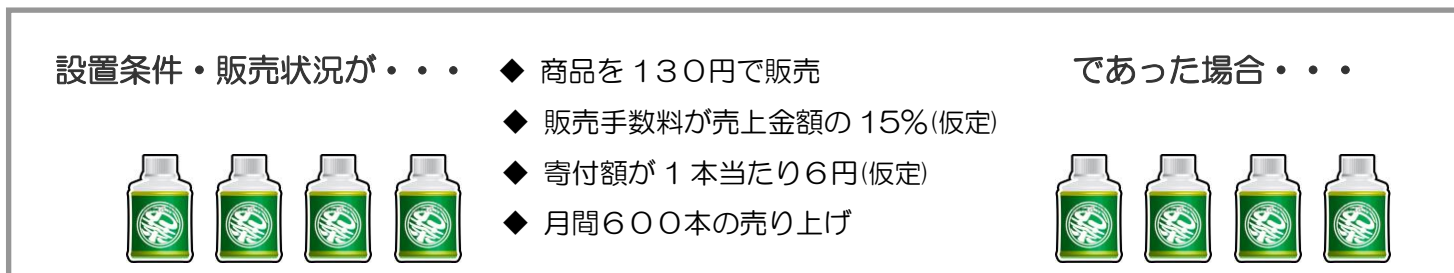 設置条件・販売状況が・・・
◆ 商品を130円で販売
◆ 販売手数料が売上金額の15%(仮定)
◆ 寄付額が1本当たり6円(仮定)
◆ 月間600本の売り上げ
であった場合・・・